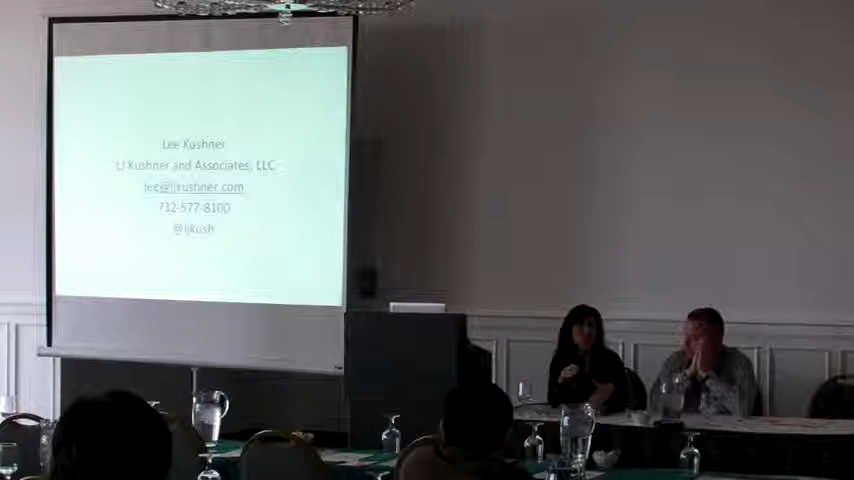 Lee Kushner
LJ Kushner and Associates, LLC
lee@ljkushner.com
732-577-8100
@ljkush